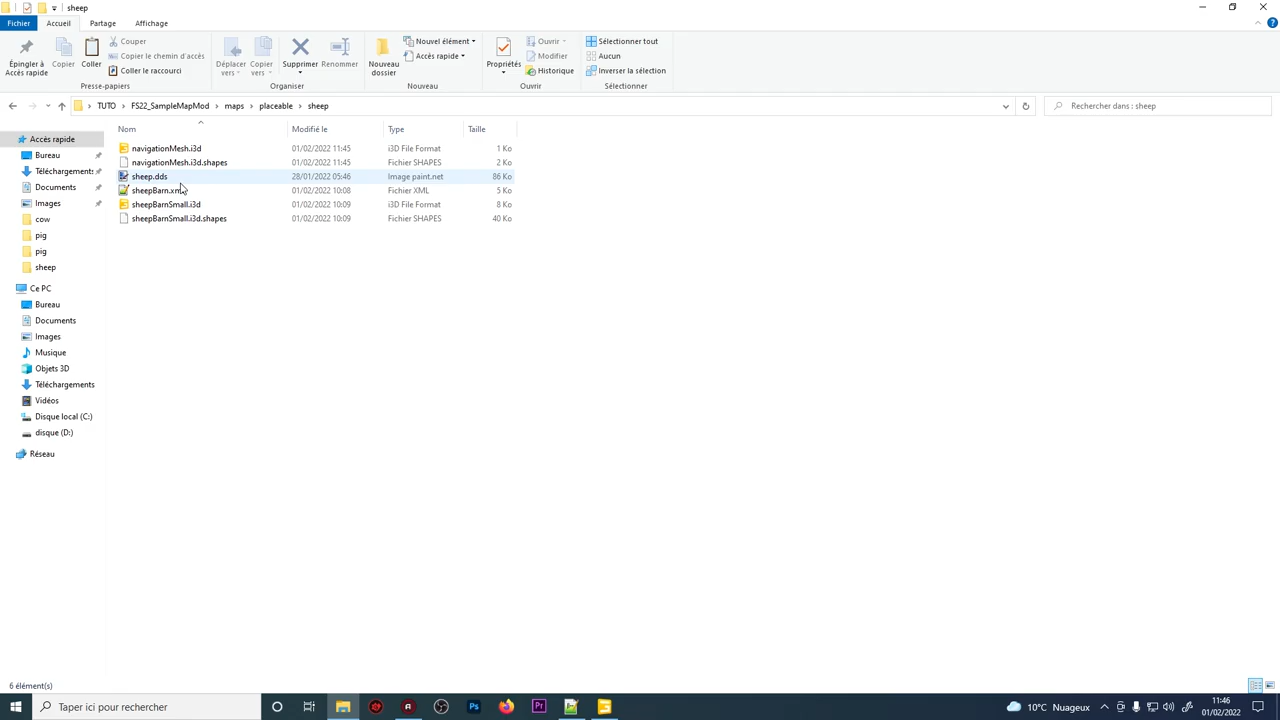 sheep
Fichier Accueil Partage Affichage
Épingler à Accès rapide
Copier
Coller
Couper
Copier le chemin d'accès
Coller le raccourci
Déplacer vers
Copier vers
Supprimer
Renommer
Nouveau dossier
Nouvel élément
Accès rapide
Propriétés
Ouvrir
Modifier
Historique
Sélectionner tout
Aucun
Inverser la sélection
Presse-papiers Organiser Nouveau Ouvrir Sélectionner
TUTO FS22_SampleMapMod maps placeable sheep
Rechercher dans : sheep
Nom Modifié le Type Taille
navigationMesh.i3d 01/02/2022 11:45 i3D File Format 1 Ko
navigationMesh.i3d.shapes 01/02/2022 11:45 Fichier SHAPES 2 Ko
sheep.dds 28/01/2022 05:46 Image paint.net 86 Ko
01/02/2022 10:08 Fichier XML 5 Ko
sheepBarnSmall.i3d 01/02/2022 10:09 i3D File Format 8 Ko
sheepBarnSmall.i3d.shapes 01/02/2022 10:09 Fichier SHAPES 40 Ko
Accès rapide
Bureau
Téléchargements
Documents
Images
cow
pig
pig
sheep
Ce PC
Bureau
Documents
Images
Musique
Objets 3D
Téléchargements
Vidéos
Disque local (C:)
disque (D:)
Réseau
6 élément(s)
Taper ici pour rechercher
Ps
Pr
10°C Nuageux
11:46
01/02/2022